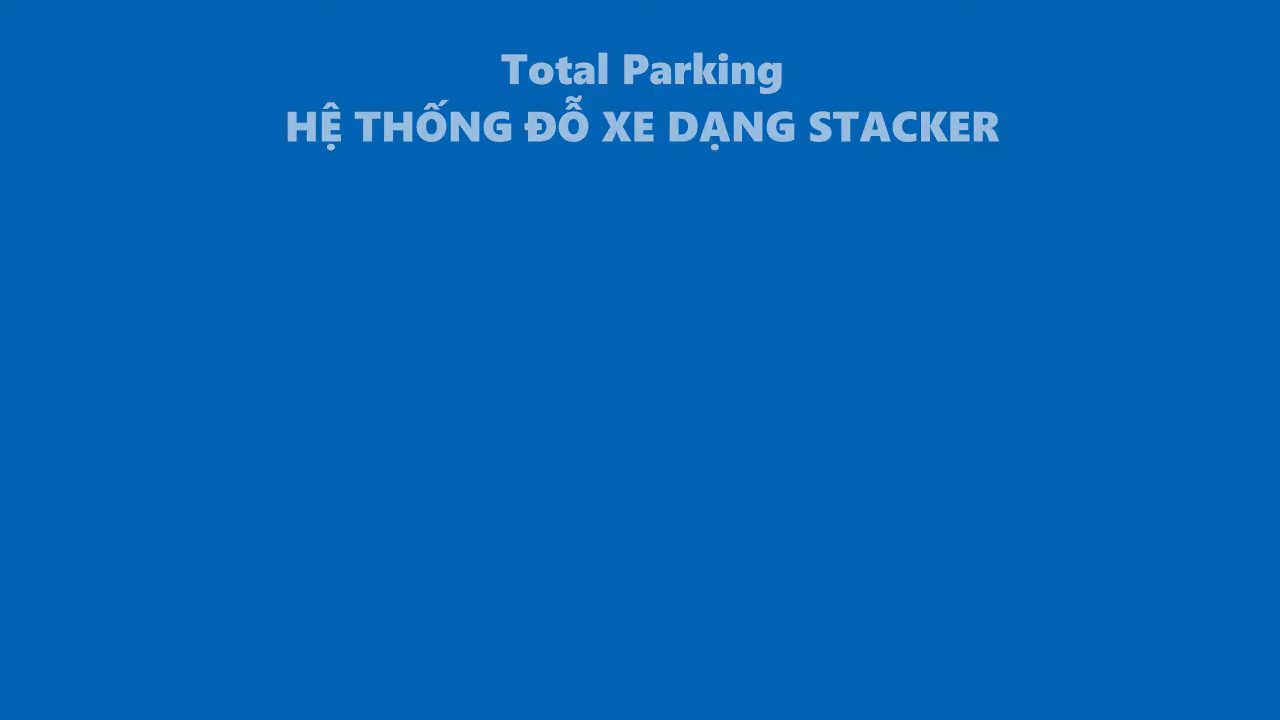 Total Parking
HỆ THỐNG ĐỖ XE DẠNG STACKER